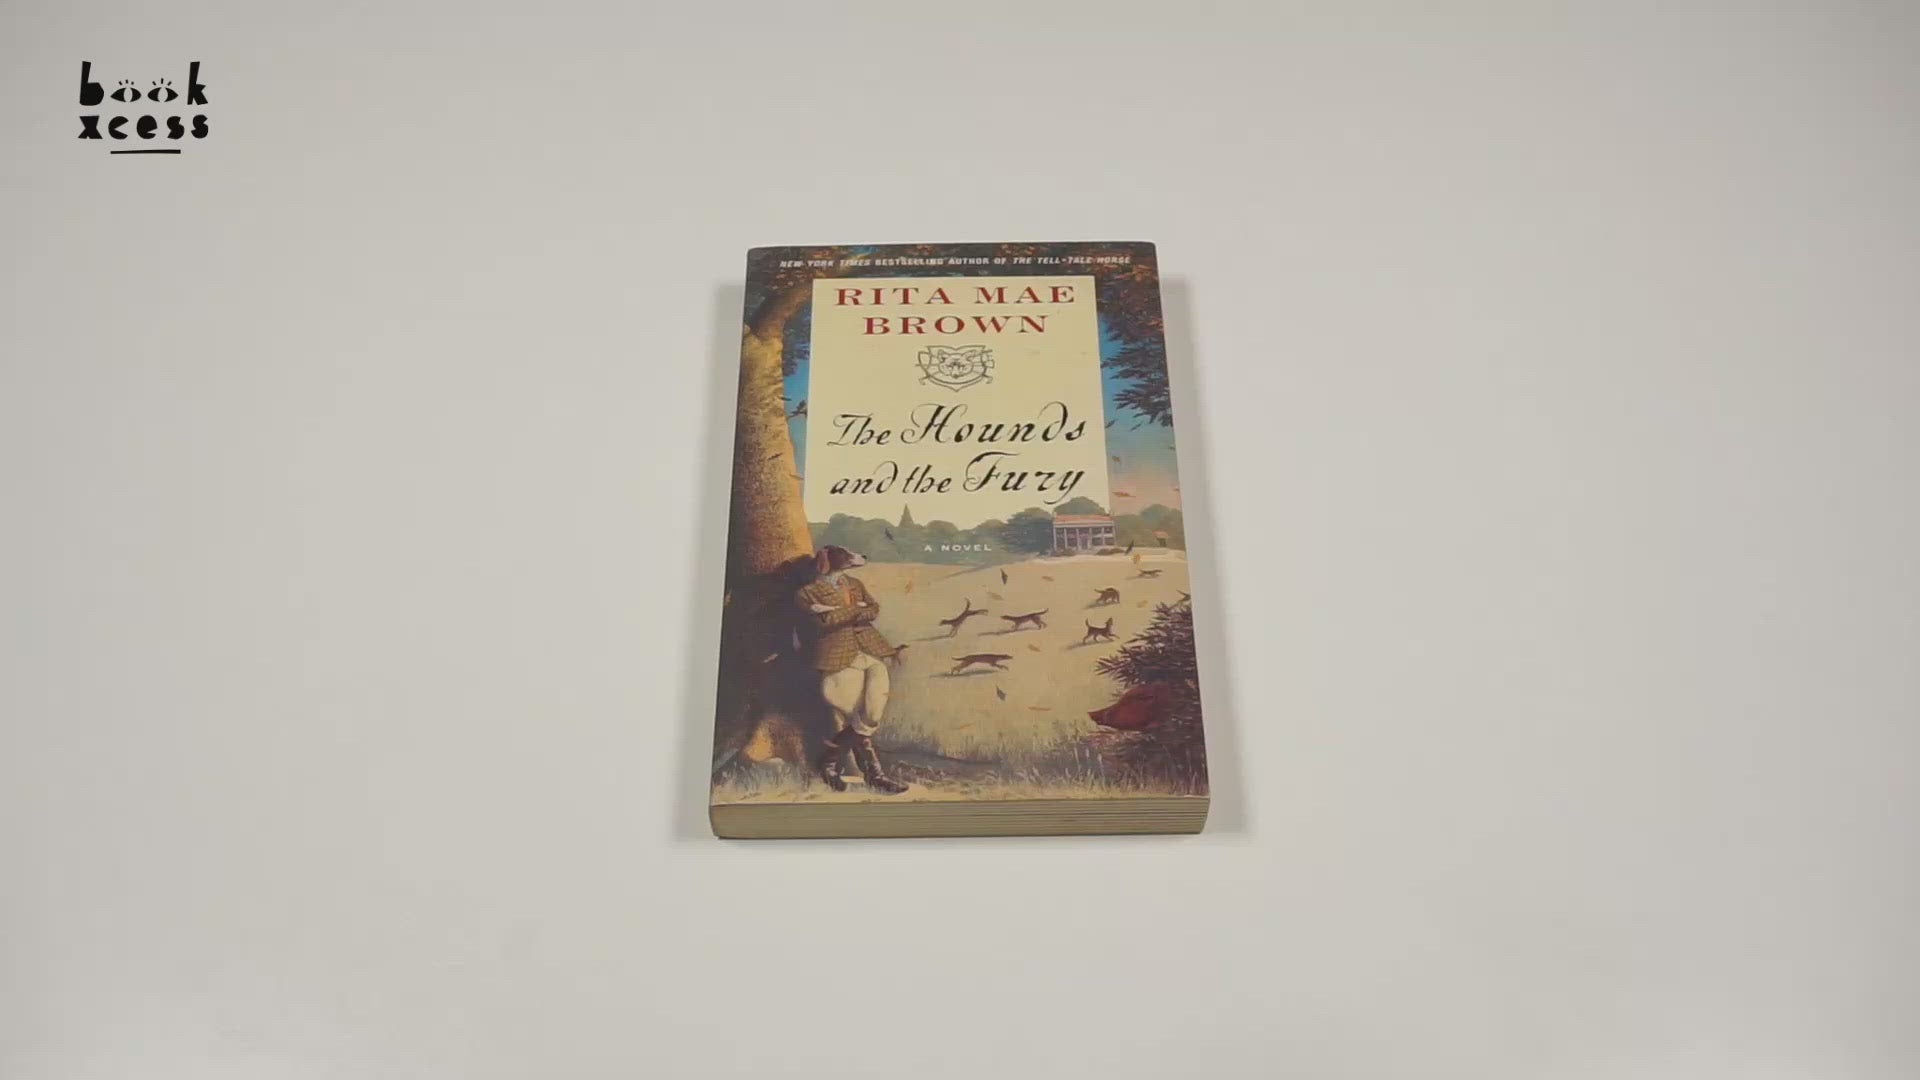 book
xcess
NEW YORK TIMES BESTSELLING AUTHOR OF THE TELL-TALE HORSE
RITA MAE
BROWN
The Hounds
and the Fury
A NOVEL